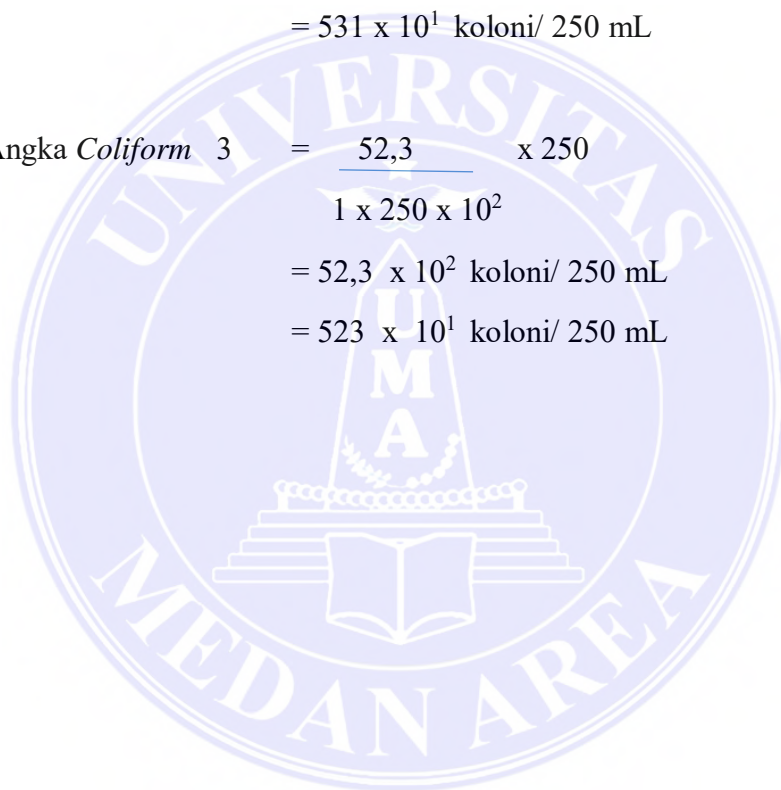 = 531 x 10¹ koloni/ 250 mL
Angka Coliform 3 = 52,3 x 250
1 x 250 x 10²
= 52,3 x 10² koloni/ 250 mL
= 523 x 10¹ koloni/ 250 mL
UNIVERSITAS
UMA
MEDAN AREA